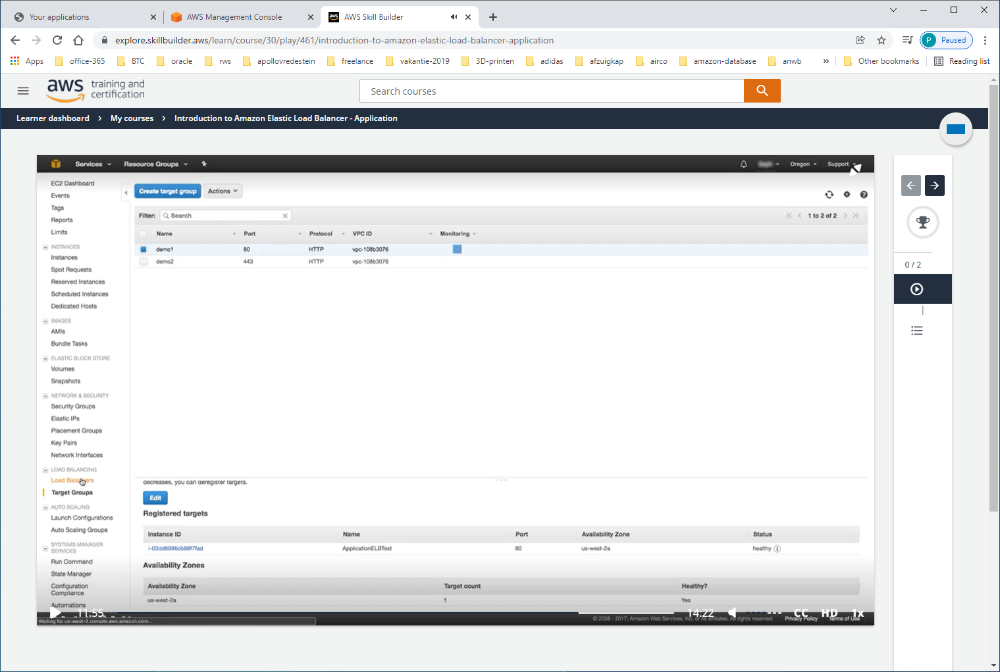 Your applications
AWS Management Console
AWS Skill Builder
explore.skillbuilder.aws/learn/course/30/play/461/introduction-to-amazon-elastic-load-balancer-application
P Paused
Apps office-365 BTC oracle rws apollovredestein freelance vakantie-2019 3D-printen adidas afzuigkap airco amazon-database anwb » Other bookmarks Reading list
aws training and
certification
Search courses
Learner dashboard > My courses > Introduction to Amazon Elastic Load Balancer - Application
Services Resource Groups Oregon Support
EC2 Dashboard
Events
Tags
Reports
Limits
INSTANCES
Instances
Spot Requests
Reserved Instances
Scheduled Instances
Dedicated Hosts
IMAGES
AMIs
Bundle Tasks
ELASTIC BLOCK STORE
Volumes
Snapshots
NETWORK & SECURITY
Security Groups
Elastic IPs
Placement Groups
Key Pairs
Network Interfaces
LOAD BALANCING
Load Balancers
Target Groups
AUTO SCALING
Launch Configurations
Auto Scaling Groups
SYSTEMS MANAGER
SERVICES
Run Command
State Manager
Configuration
Compliance
Automations
Create target group Actions
Filter: Search 1 to 2 of 2
Name Port Protocol VPC ID Monitoring
demo1 80 HTTP vpc-108b3076
demo2 443 HTTP vpc-108b3076
decreases, you can deregister targets.
Edit
Registered targets
Instance ID Name Port Availability Zone Status
i-03dd6986cb88f7fad ApplicationELBTest 80 us-west-2a healthy
Availability Zones
Availability Zone Target count Healthy?
us-west-2a 1 Yes
11:55 14:22 CC HD 1x
Waiting for us-west-2.console.aws.amazon.com...
© 2008 - 2017, Amazon Web Services, Inc. or its affiliates. All rights reserved. Privacy Policy Terms of Use
0 / 2